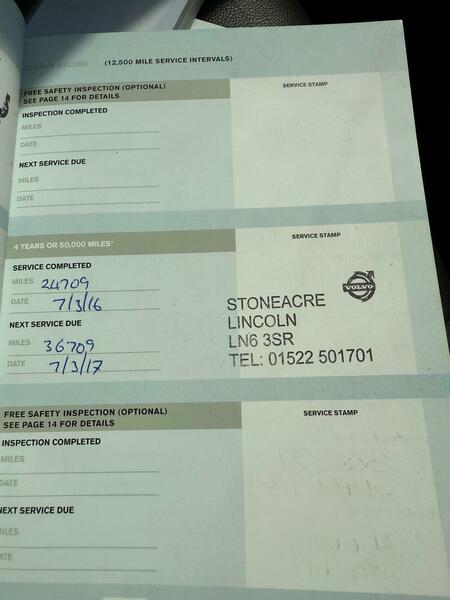 SERVICE RECORD (12,500 MILE SERVICE INTERVALS)
FREE SAFETY INSPECTION (OPTIONAL)
SEE PAGE 14 FOR DETAILS
SERVICE STAMP
INSPECTION COMPLETED
MILES
DATE
NEXT SERVICE DUE
MILES
DATE
4 YEARS OR 50,000 MILES*
SERVICE STAMP
SERVICE COMPLETED
MILES 24709
DATE 7/3/16
NEXT SERVICE DUE
MILES 36709
DATE 7/3/17
VOLVO
STONEACRE
LINCOLN
LN6 3SR
TEL: 01522 501701
FREE SAFETY INSPECTION (OPTIONAL)
SEE PAGE 14 FOR DETAILS
SERVICE STAMP
INSPECTION COMPLETED
MILES
DATE
NEXT SERVICE DUE
MILES
DATE